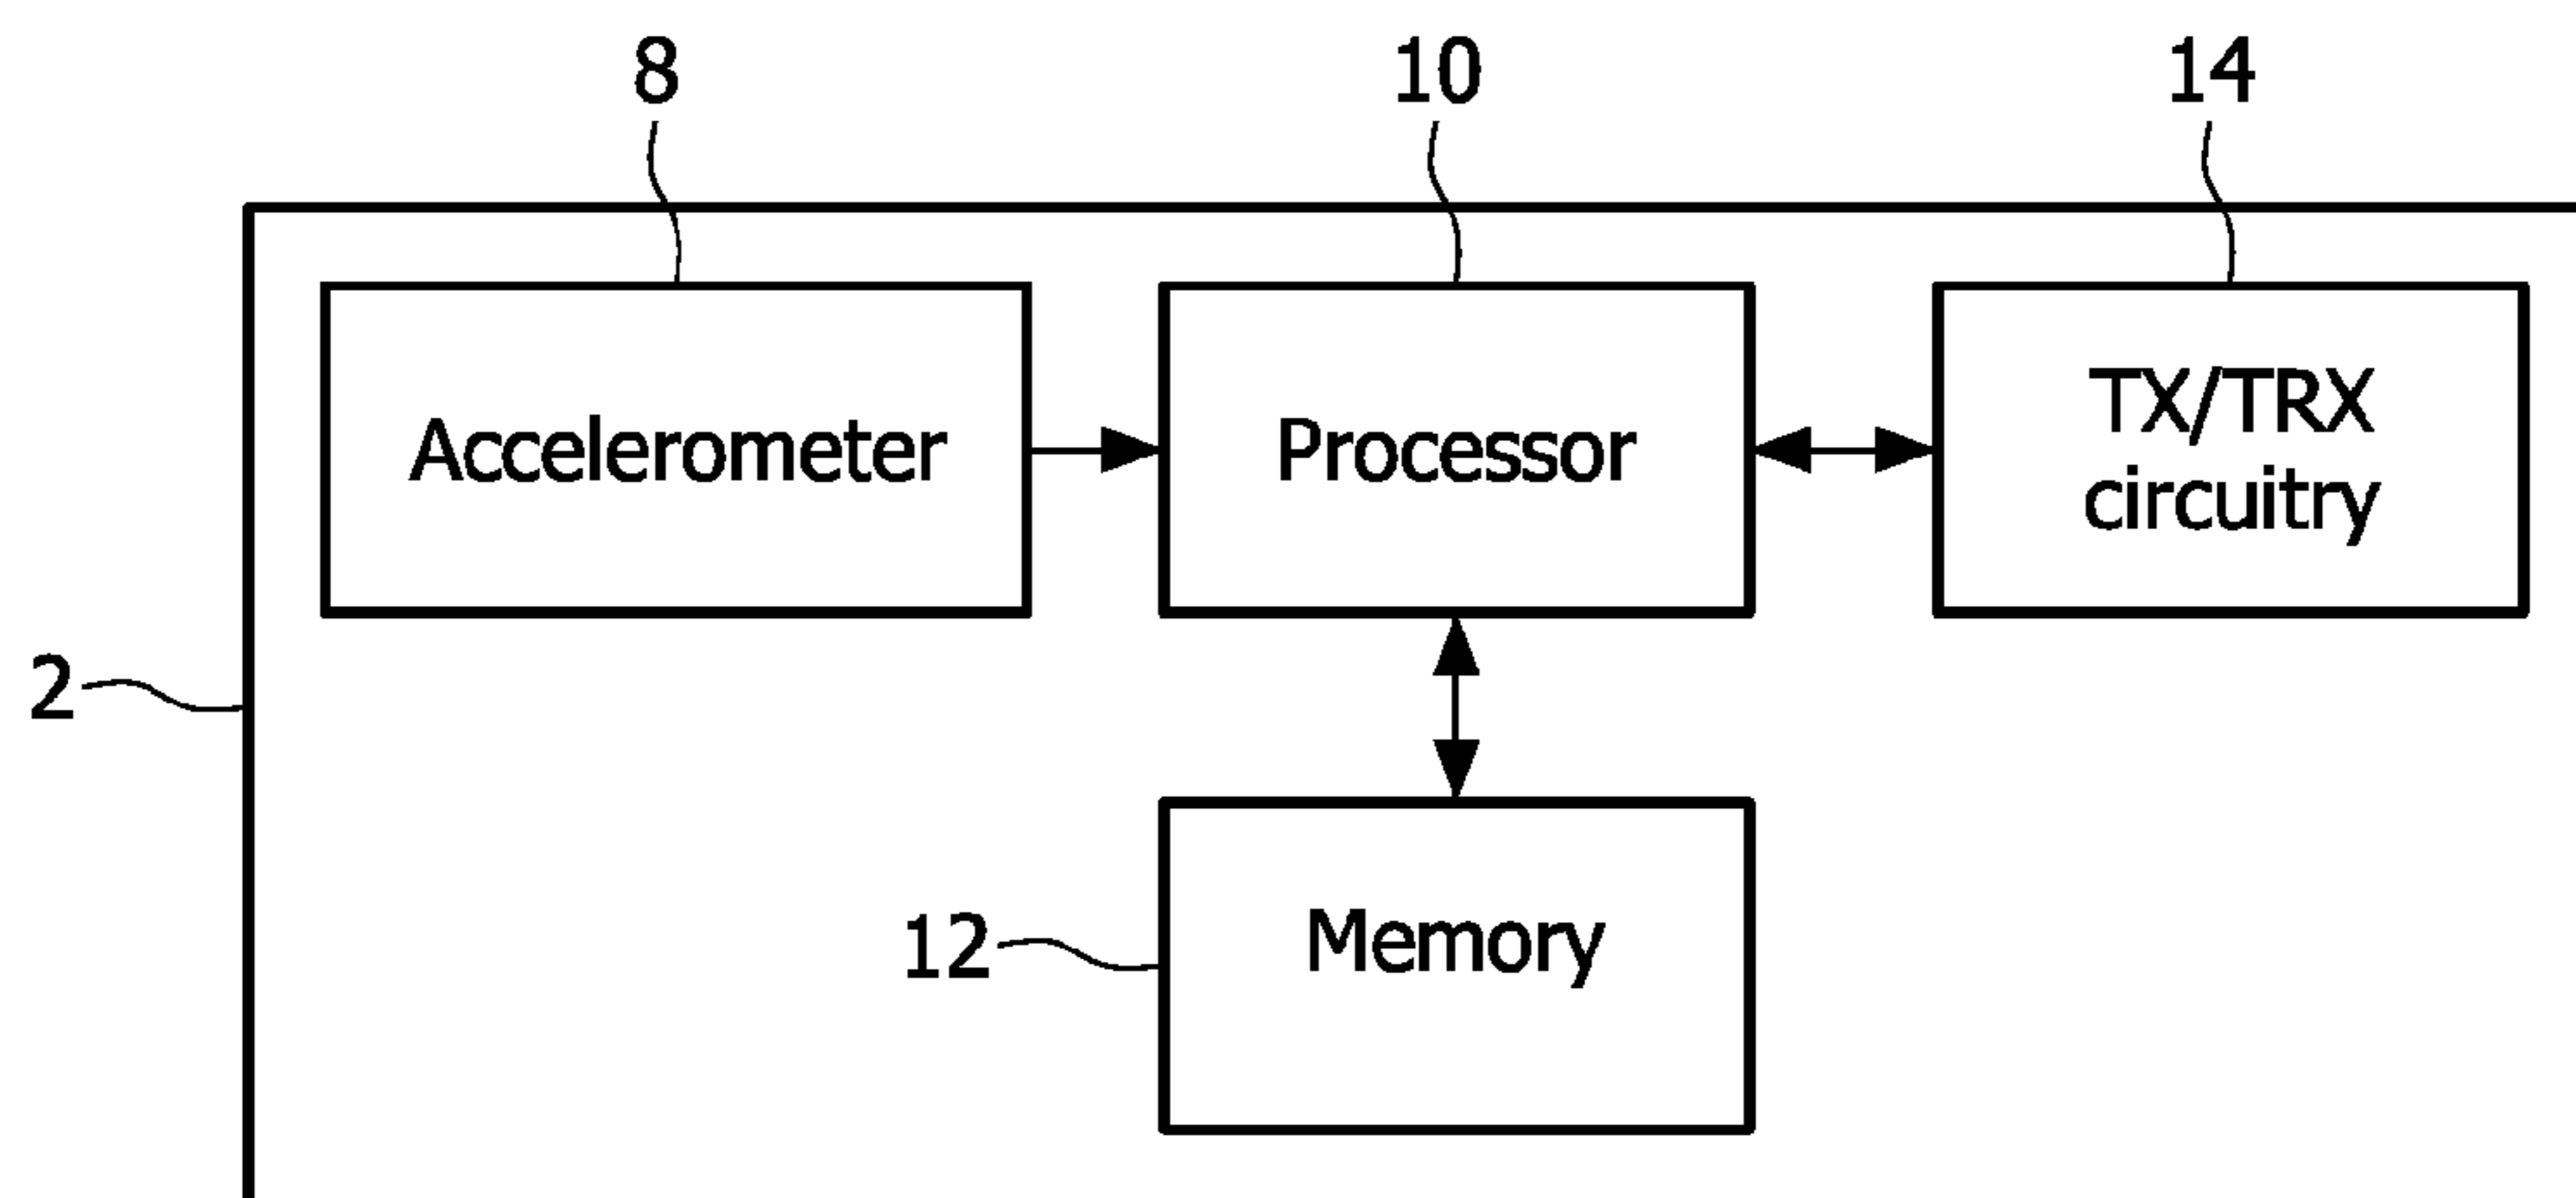 8
10
14
Accelerometer
Processor
TX/TRX
circuitry
2
12
Memory